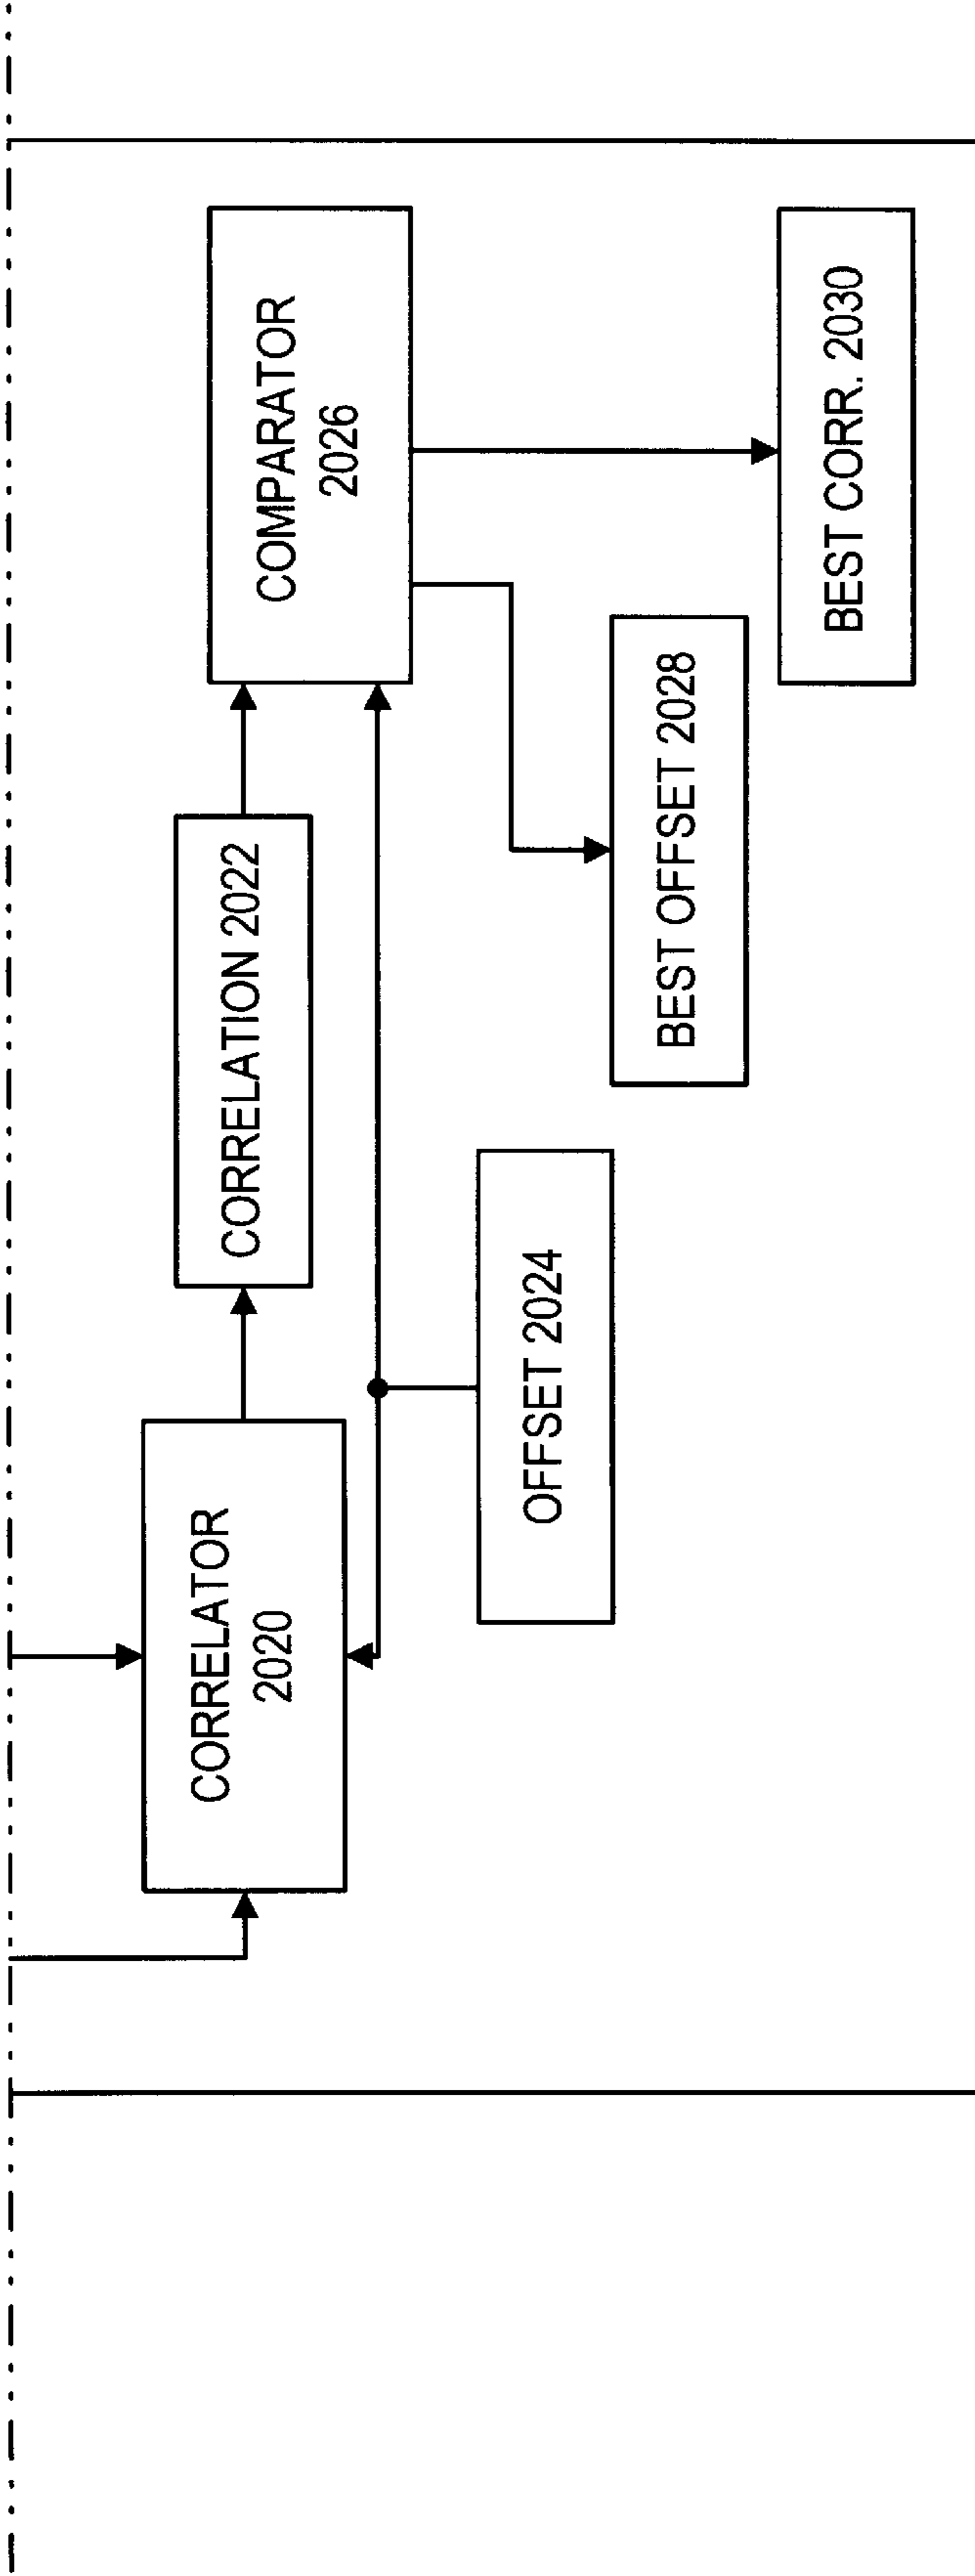 CORRELATOR
2020
CORRELATION 2022
COMPARATOR
2026
OFFSET 2024
BEST OFFSET 2028
BEST CORR. 2030